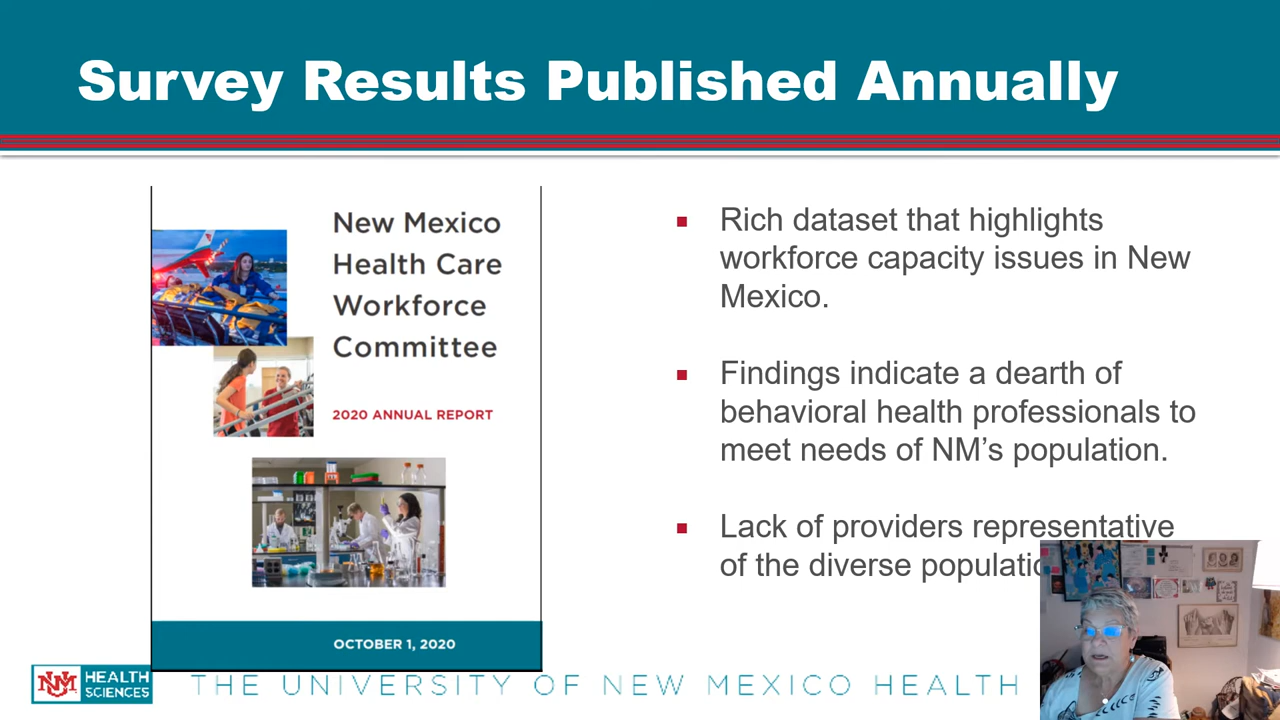 Survey Results Published Annually
New Mexico
Health Care
Workforce
Committee
2020 ANNUAL REPORT
OCTOBER 1, 2020
Rich dataset that highlights
workforce capacity issues in New
Mexico.
Findings indicate a dearth of
behavioral health professionals to
meet needs of NM’s population.
Lack of providers representative
of the diverse
UNM HEALTH
SCIENCES
THE UNIVERSITY OF NEW MEXICO HEALTH